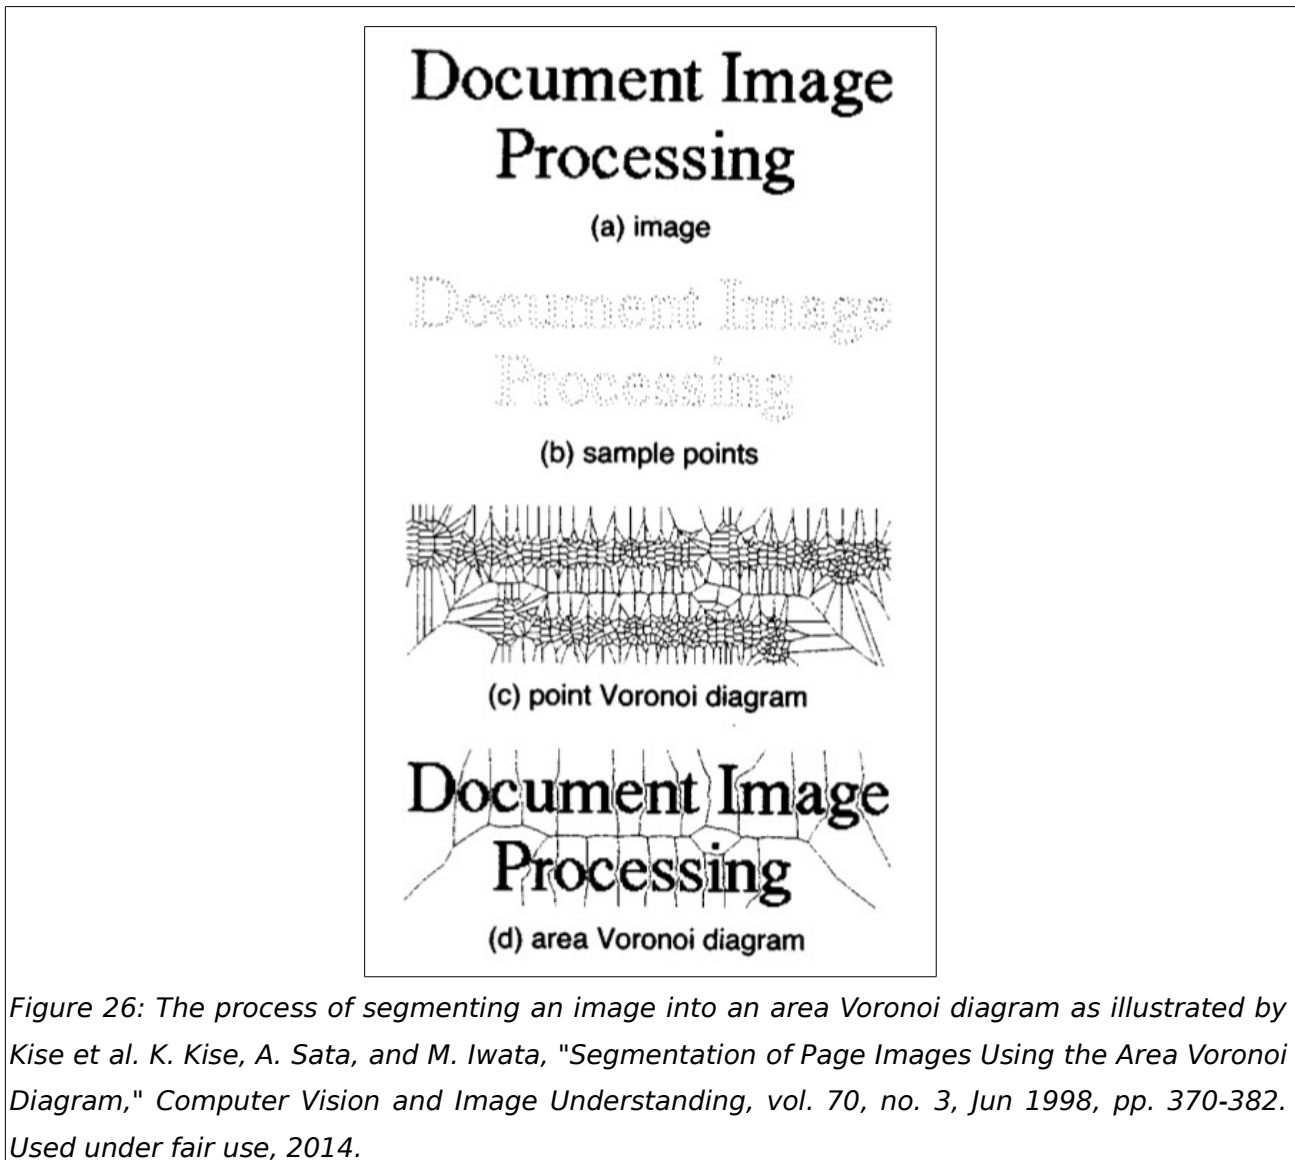 Document Image
Processing
(a) image
Document Image
Processing
(b) sample points
(c) point Voronoi diagram
Document Image
Processing
(d) area Voronoi diagram
Figure 26: The process of segmenting an image into an area Voronoi diagram as illustrated by
Kise et al. K. Kise, A. Sata, and M. Iwata, "Segmentation of Page Images Using the Area Voronoi
Diagram," Computer Vision and Image Understanding, vol. 70, no. 3, Jun 1998, pp. 370-382.
Used under fair use, 2014.